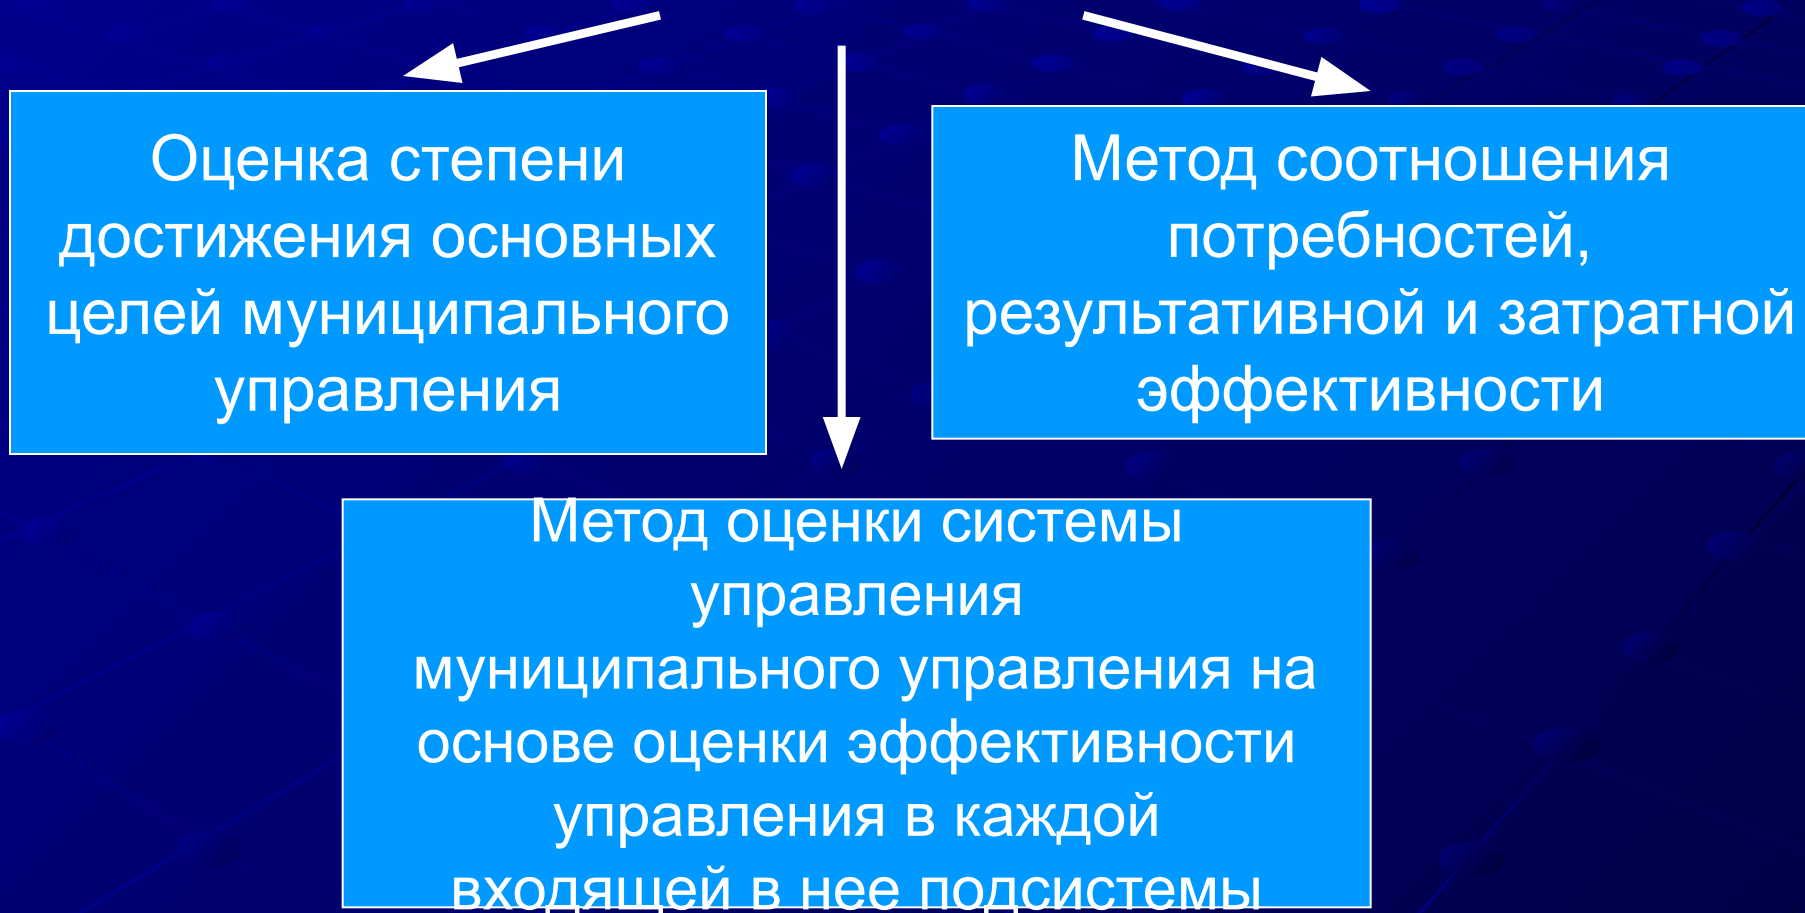 Оценка степени
достижения основных
целей муниципального
управления
Метод соотношения
потребностей,
результативной и затратной
эффективности
Метод оценки системы
управления
муниципального управления на
основе оценки эффективности
управления в каждой
входящей в нее подсистемы